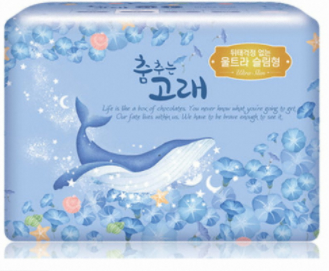 유해걱정 없는
울트라 슬림형
Ultra Slim
춤추는
고래
Life is like a box of chocolates. You never know what you're going to get.
Our fate lives within us. We have to be brave enough to see it.